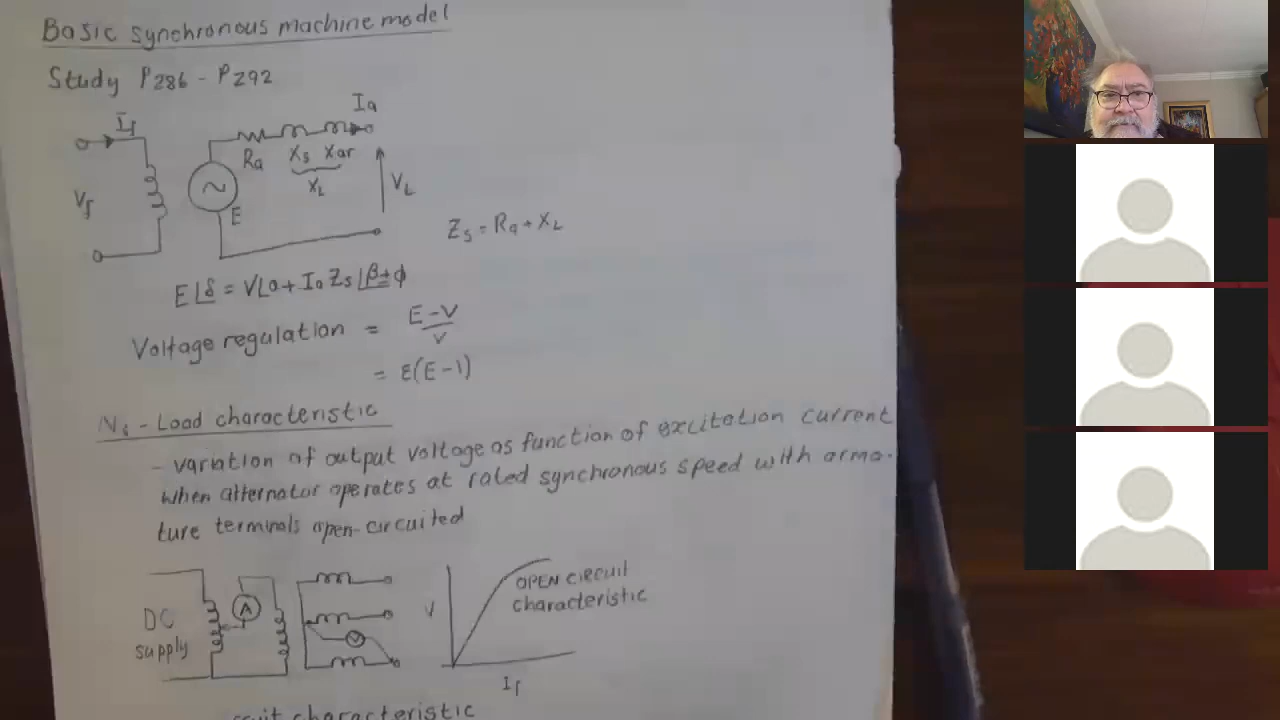 Basic synchronous machine model
Study P286 - P292
If
Ia
Ra Xs Xar
XL
Vf
E
VL
Zs = Ra + XL
E∠δ = V∠0 + Ia Zs ∠β±φ
Voltage regulation = E-V
V
= ε(E-1)
- Load characteristic
- variation of output voltage as function of excitation current
when alternator operates at rated synchronous speed with arma-
ture terminals open-circuited
DC
supply
A
V
V
OPEN CIRCUIT
characteristic
If
characteristic